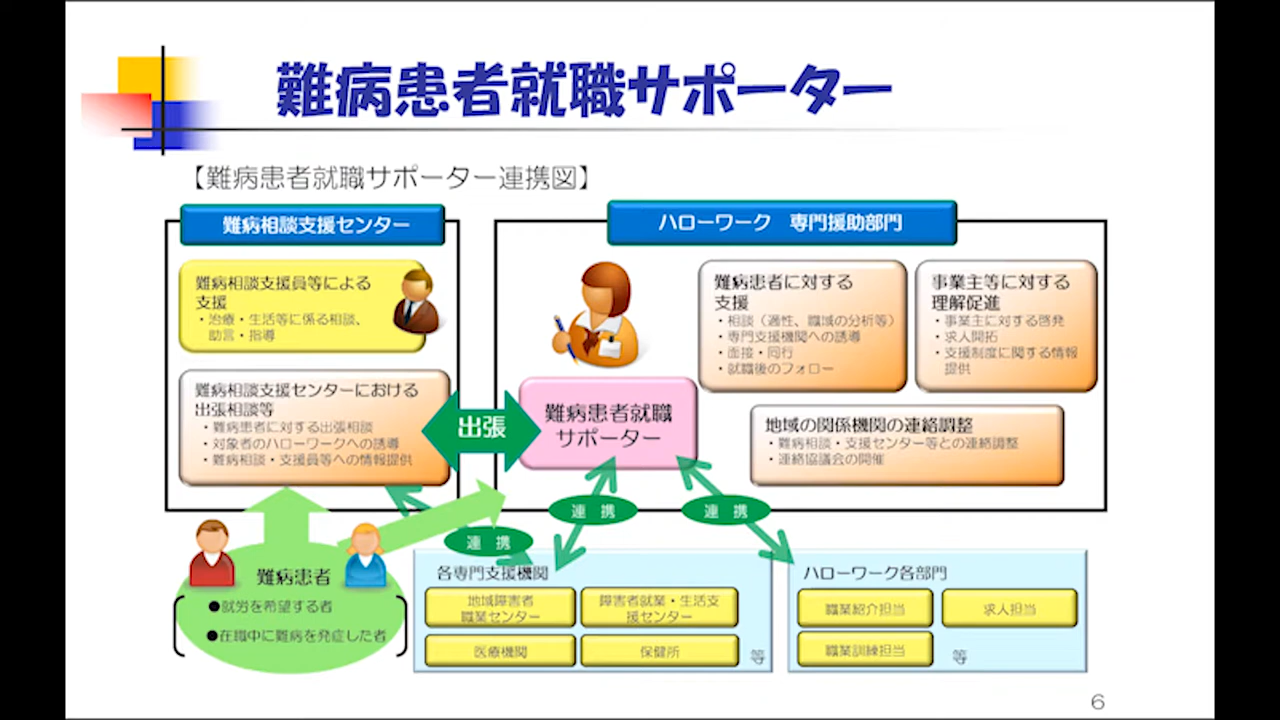 難病患者就職サポーター
【難病患者就職サポーター連携図】
難病相談支援センター
難病相談支援員等による
支援
・治療・生活等に係る相談、
助言・指導
難病相談支援センターにおける
出張相談等
・難病患者に対する出張相談
・対象者のハローワークへの誘導
・難病相談・支援員等への情報提供
出張
ハローワーク 専門援助部門
難病患者就職
サポーター
難病患者に対する
支援
・相談（適性、職域の分析等）
・専門支援機関への誘導
・面接・同行
・就職後のフォロー
事業主等に対する
理解促進
・事業主に対する啓発
・求人開拓
・支援制度に関する情報
提供
地域の関係機関の連絡調整
・難病相談・支援センター等との連絡調整
・連絡協議会の開催
連携
連携
連携
難病患者
●就労を希望する者
●在職中に難病を発症した者
各専門支援機関
地域障害者
職業センター
障害者就業・生活支
援センター
医療機関
保健所
等
ハローワーク各部門
職業紹介担当
求人担当
職業訓練担当
等
6